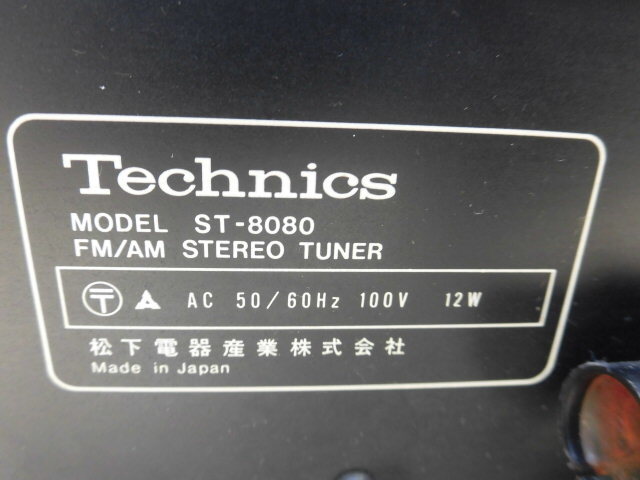 Technics
MODEL ST-8080
FM/AM STEREO TUNER
〒 AC 50/60Hz 100V 12W
松下電器産業株式会社
Made in Japan